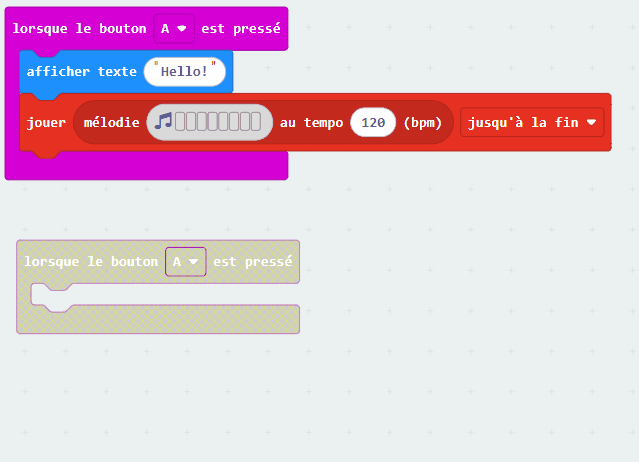 lorsque le bouton A est pressé
afficher texte "Hello!"
jouer mélodie au tempo 120 (bpm) jusqu'à la fin
lorsque le bouton A est pressé